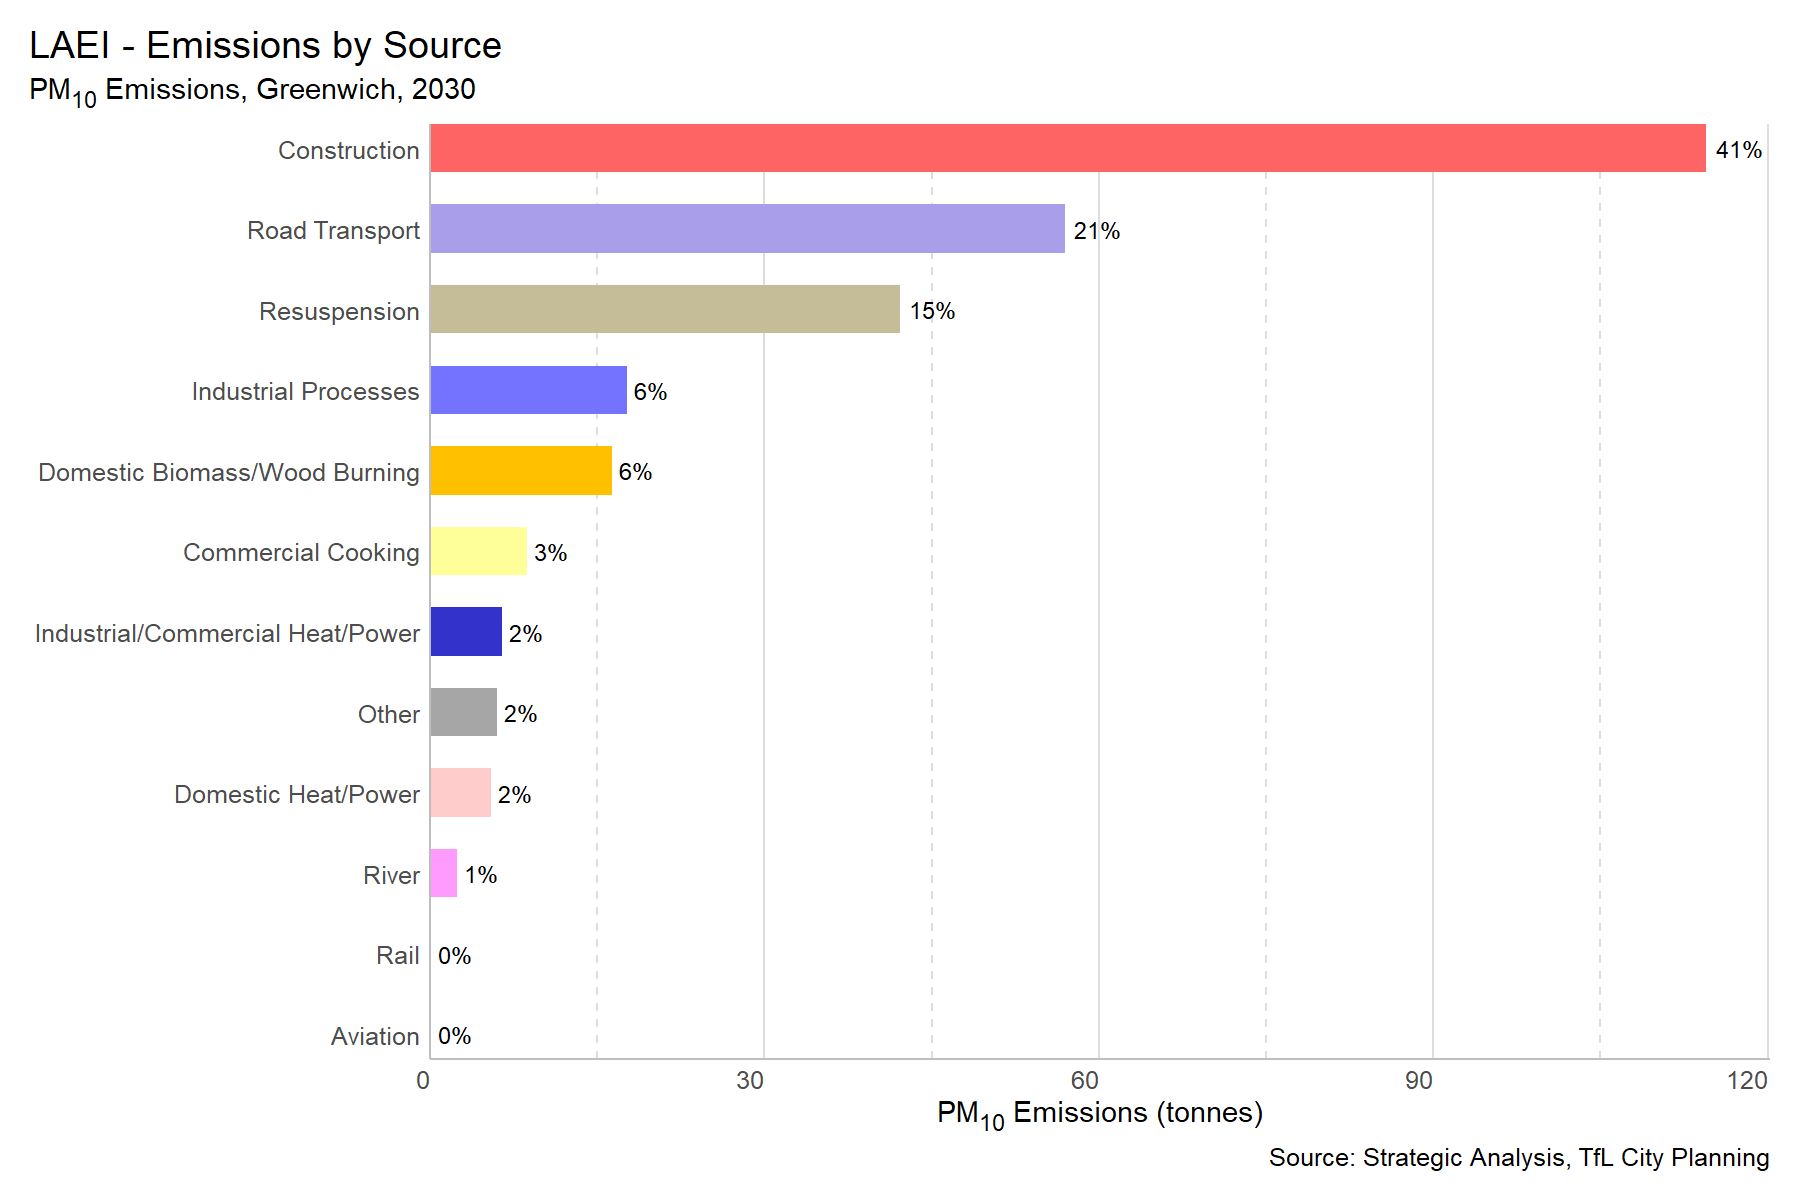 LAEI - Emissions by Source
PM10 Emissions, Greenwich, 2030
Construction 41%
Road Transport 21%
Resuspension 15%
Industrial Processes 6%
Domestic Biomass/Wood Burning 6%
Commercial Cooking 3%
Industrial/Commercial Heat/Power 2%
Other 2%
Domestic Heat/Power 2%
River 1%
Rail 0%
Aviation 0%
0 30 60 90 120
PM10 Emissions (tonnes)
Source: Strategic Analysis, TfL City Planning